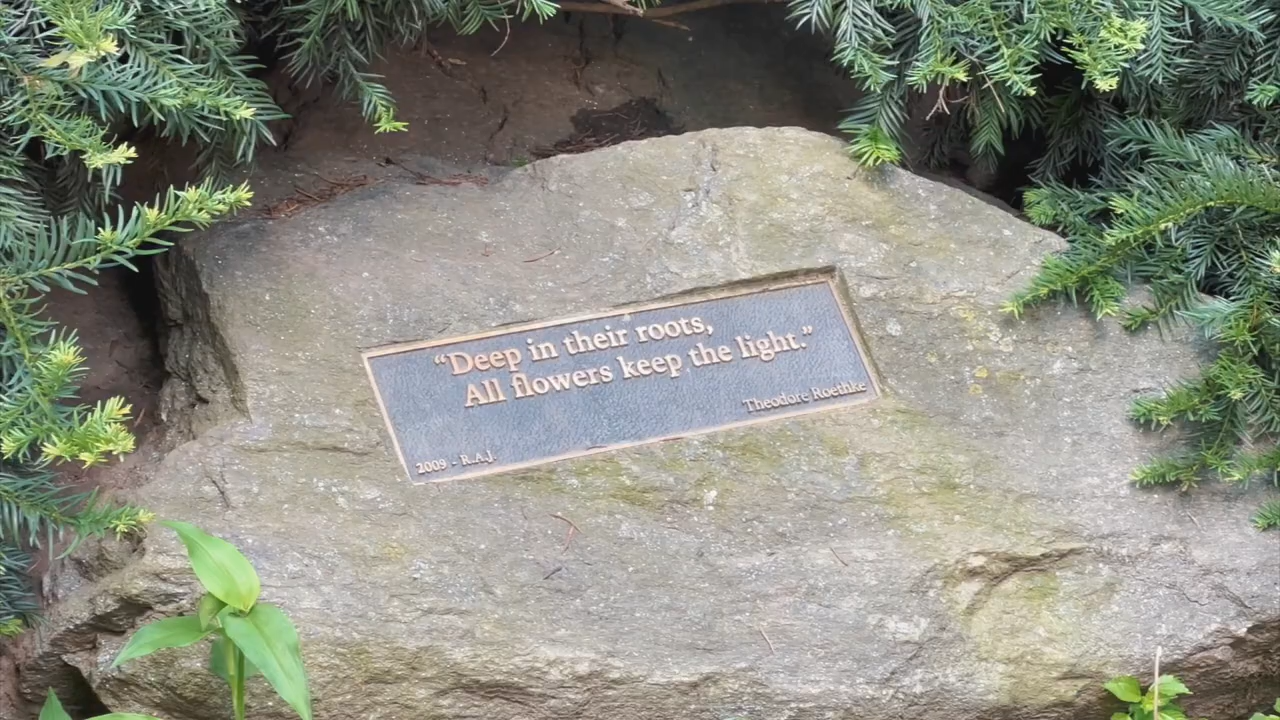 “Deep in their roots,
All flowers keep the light.”
Theodore Roethke
2009 - R.A.J.